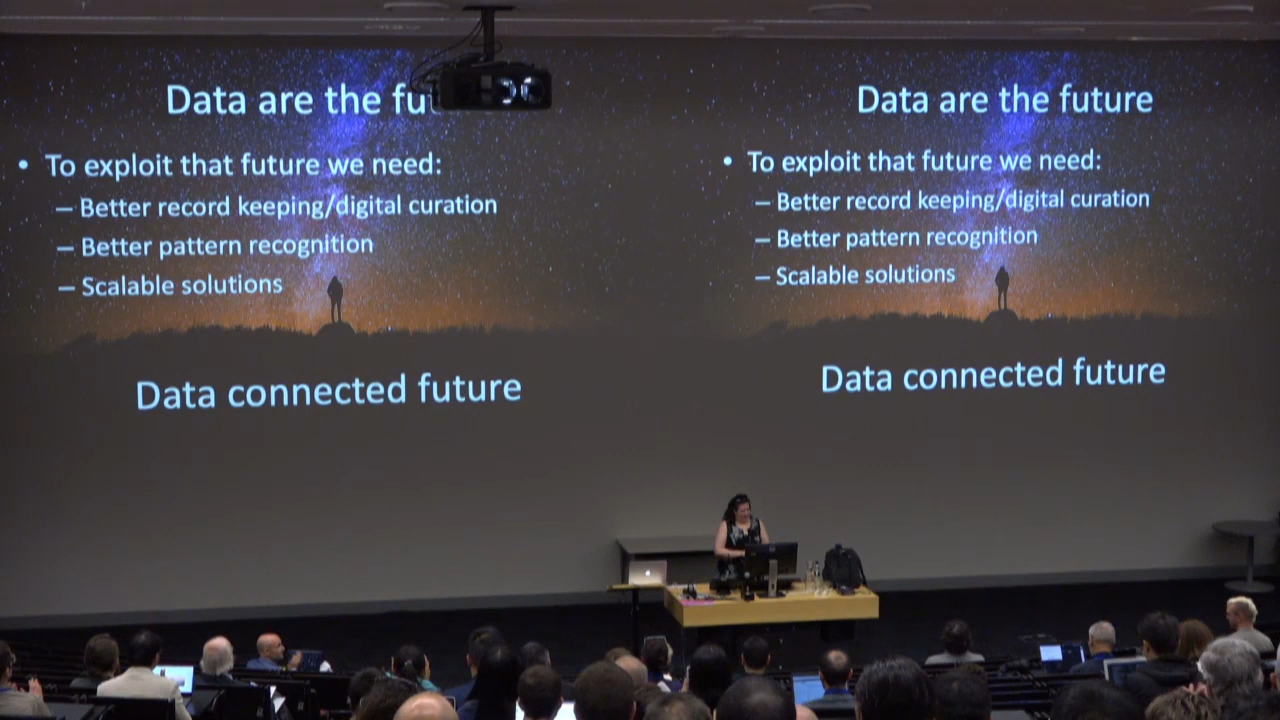 Data are the fu
• To exploit that future we need:
– Better record keeping/digital curation
– Better pattern recognition
– Scalable solutions
Data connected future
Data are the future
• To exploit that future we need:
– Better record keeping/digital curation
– Better pattern recognition
– Scalable solutions
Data connected future